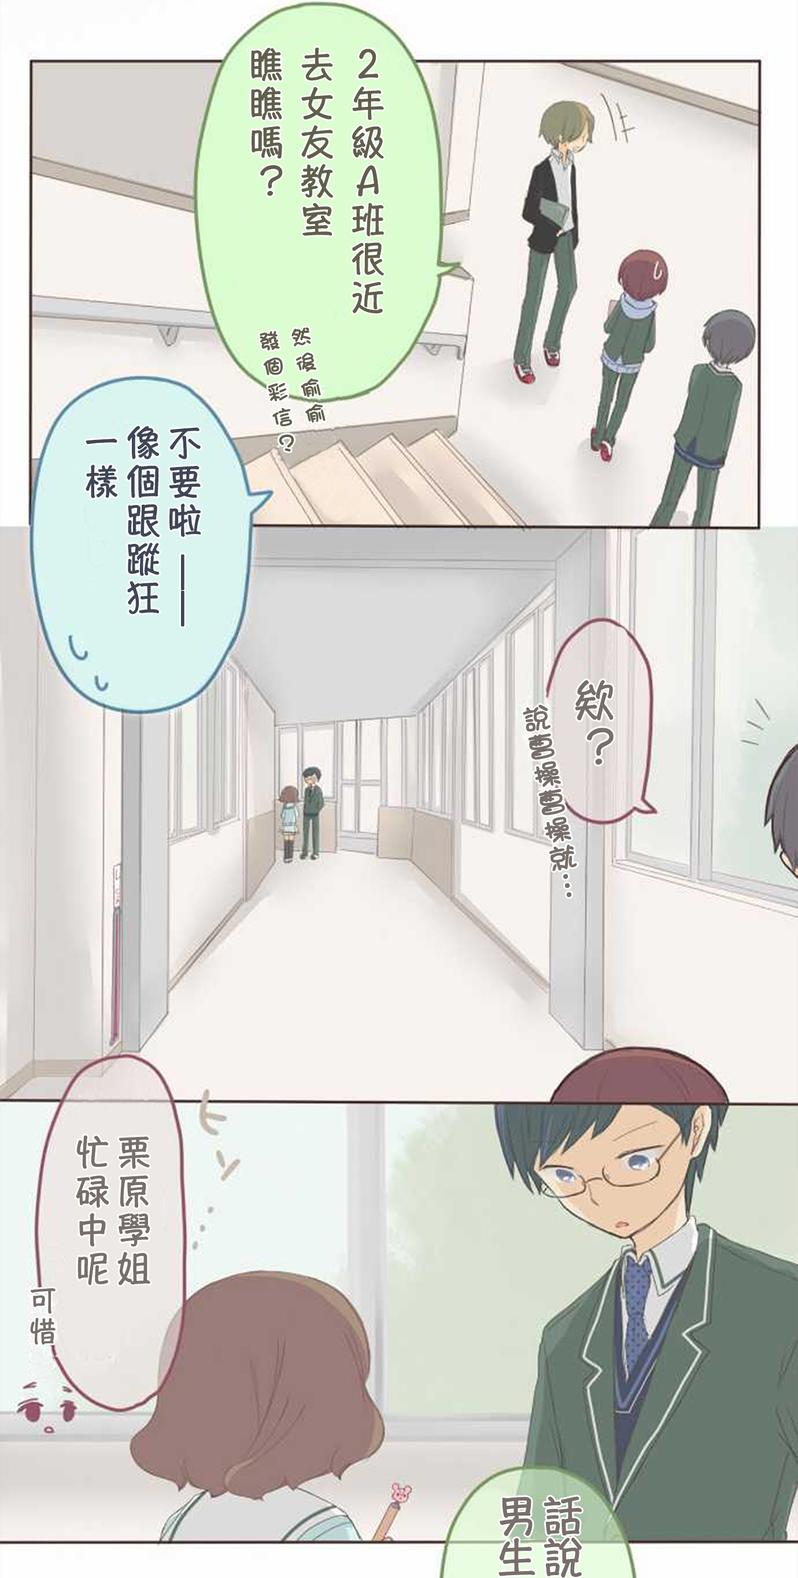 2年級A班很近
去女友教室
瞧瞧嗎？
然後偷偷
發個彩信？
不要啦——
像個跟蹤狂
一樣
欸？
說曹操曹操就…
栗原學姐
忙碌中呢
可惜
話說
男生